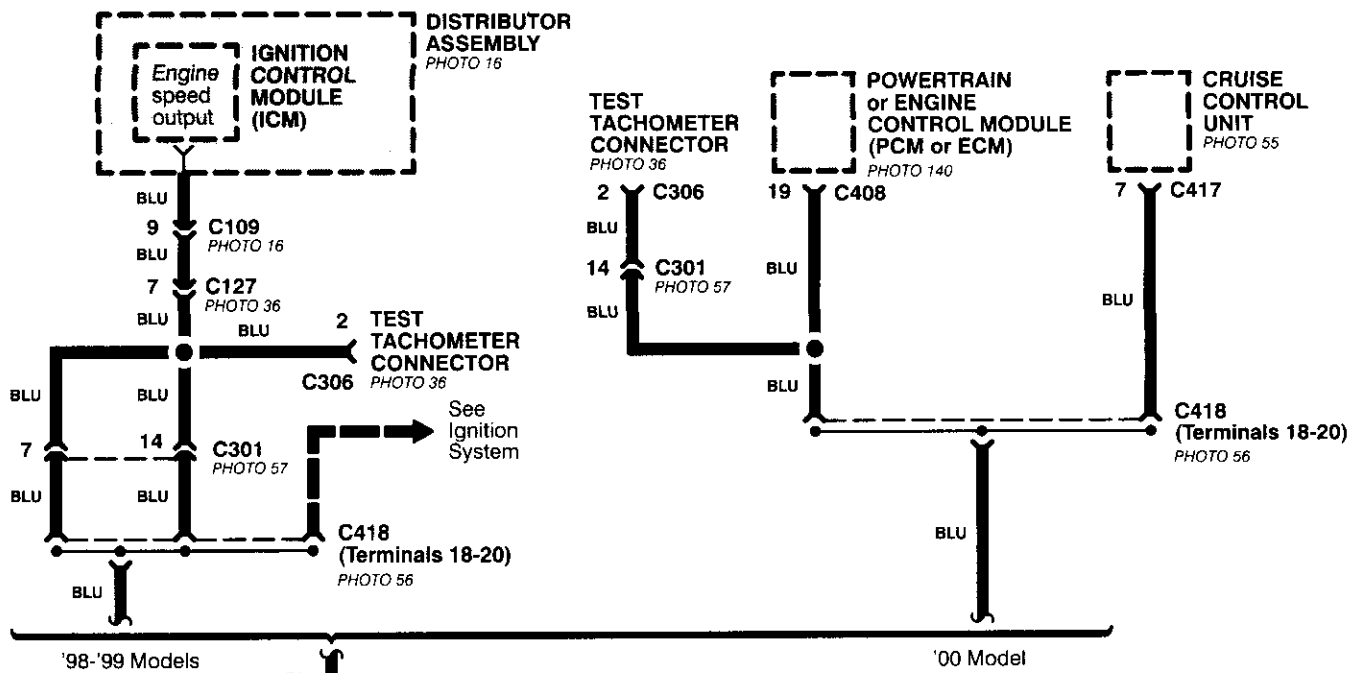 DISTRIBUTOR
ASSEMBLY
PHOTO 16
Engine
speed
output
IGNITION
CONTROL
MODULE
(ICM)
BLU
9
C109
PHOTO 16
BLU
7
C127
PHOTO 36
BLU
BLU
2
TEST
TACHOMETER
CONNECTOR
C306
PHOTO 36
BLU
BLU
See
Ignition
System
7
14
C301
PHOTO 57
BLU
BLU
C418
(Terminals 18-20)
PHOTO 56
BLU
'98-'99 Models
TEST
TACHOMETER
CONNECTOR
PHOTO 36
2
C306
BLU
14
C301
PHOTO 57
BLU
POWERTRAIN
or ENGINE
CONTROL MODULE
(PCM or ECM)
PHOTO 140
19
C408
BLU
BLU
CRUISE
CONTROL
UNIT
PHOTO 55
7
C417
BLU
C418
(Terminals 18-20)
PHOTO 56
BLU
'00 Model